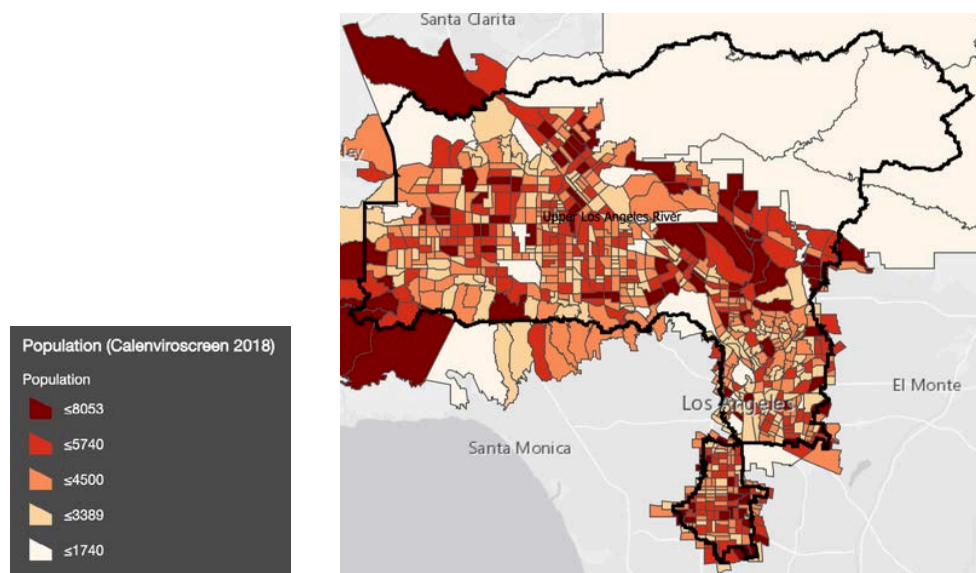 Santa Clarita
ley
Upper Los Angeles River
El Monte
Los Angeles
Santa Monica
Population (Calenviroscreen 2018)
Population
≤8053
≤5740
≤4500
≤3389
≤1740